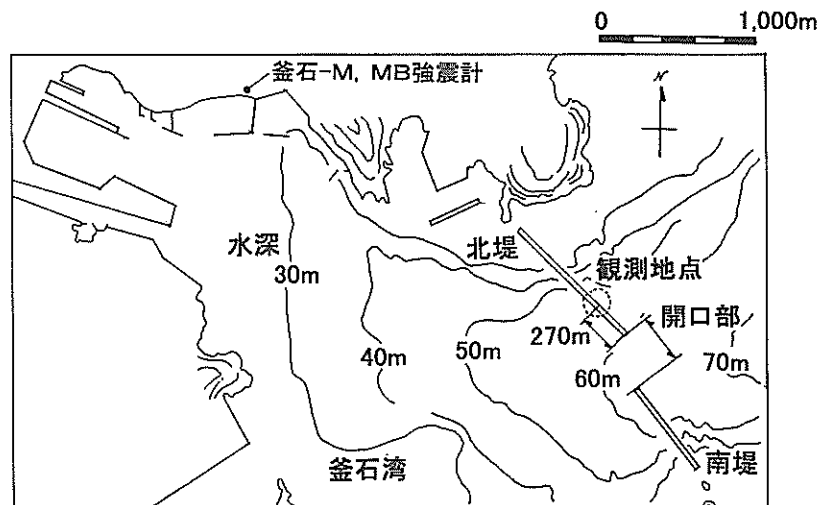 0 1,000m
釜石-M, MB強震計
N
水深
30m
北堤
観測地点
270m
開口部
40m
50m
60m
70m
釜石湾
南堤